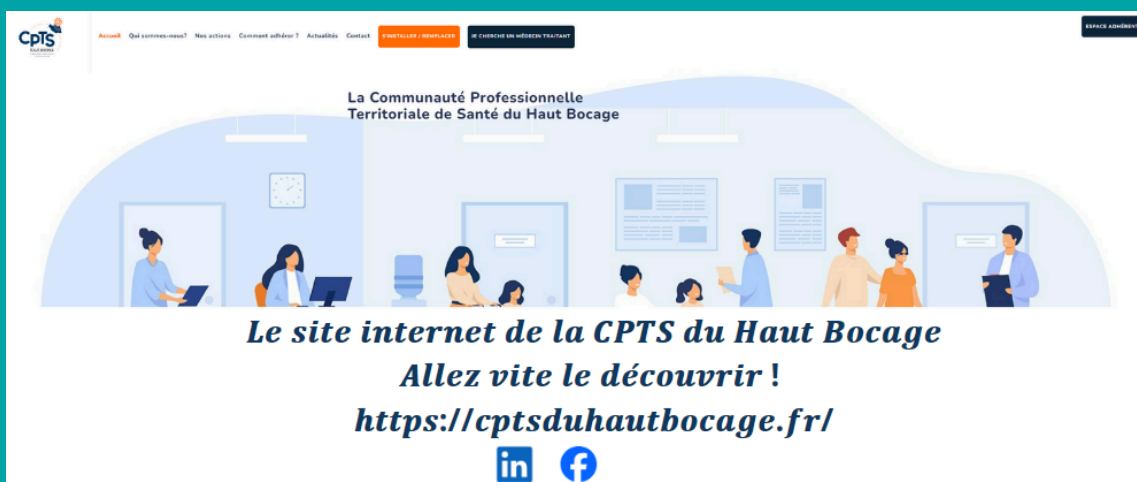 CPTS
Accueil Qui sommes-nous? Nos actions Comment adhérer ? Actualités Contact S'INSTALLER / REMPLACER JE CHERCHE UN MÉDECIN TRAITANT ESPACE ADHÉRENT
La Communauté Professionnelle
Territoriale de Santé du Haut Bocage
Le site internet de la CPTS du Haut Bocage
Allez vite le découvrir !
https://cptsduhautbocage.fr/
in f